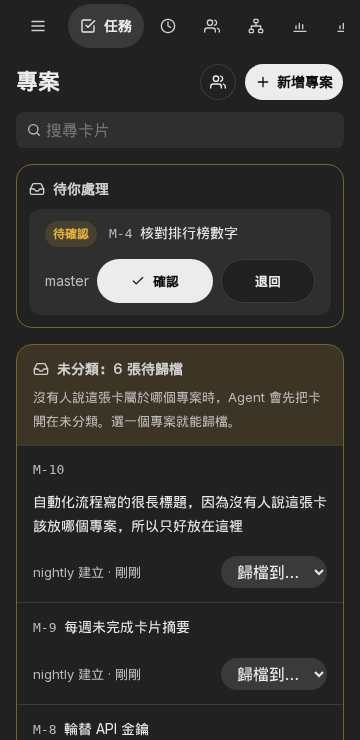 任務
專案
新增專案
搜尋卡片
待你處理
待確認 M-4 核對排行榜數字
master 確認 退回
未分類：6 張待歸檔
沒有人說這張卡屬於哪個專案時，Agent 會先把卡
開在未分類。選一個專案就能歸檔。
M-10
自動化流程寫的很長標題，因為沒有人說這張卡
該放哪個專案，所以只好放在這裡
nightly 建立 · 剛剛 歸檔到…
M-9 每週未完成卡片摘要
nightly 建立 · 剛剛 歸檔到…
M-8 輪替 API 金鑰